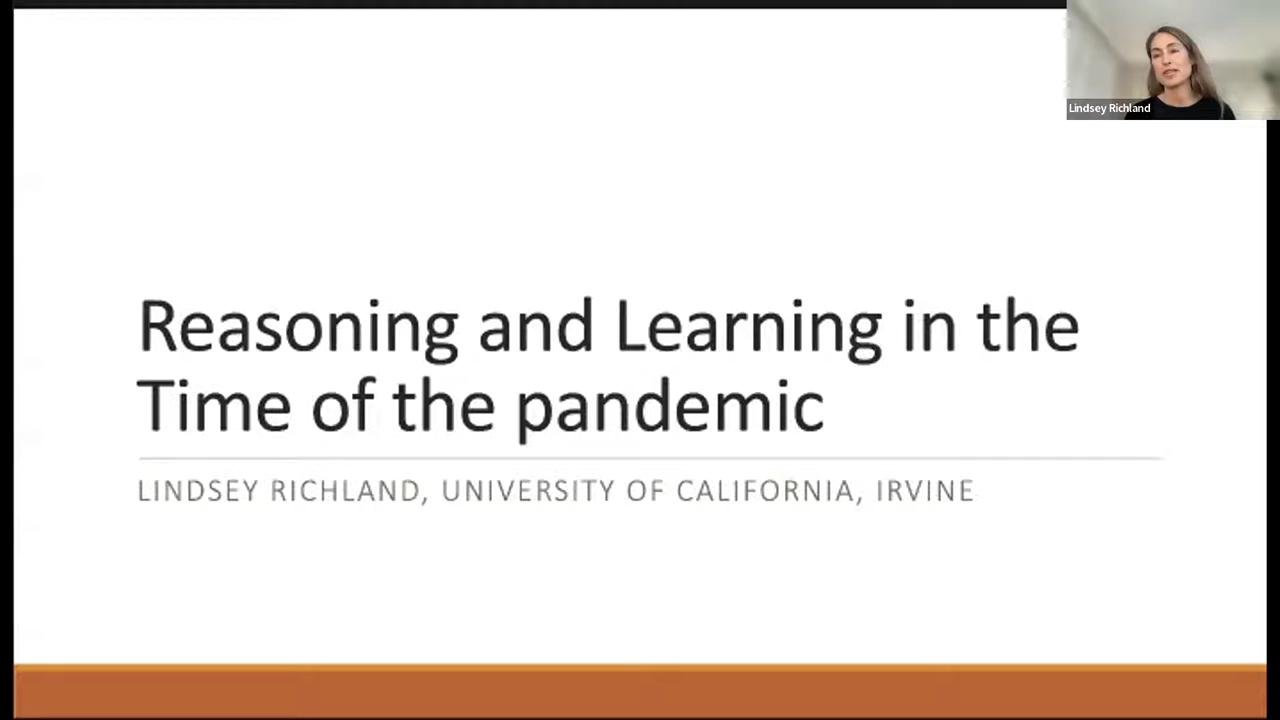 Lindsey Richland
Reasoning and Learning in the
Time of the pandemic
LINDSEY RICHLAND, UNIVERSITY OF CALIFORNIA, IRVINE